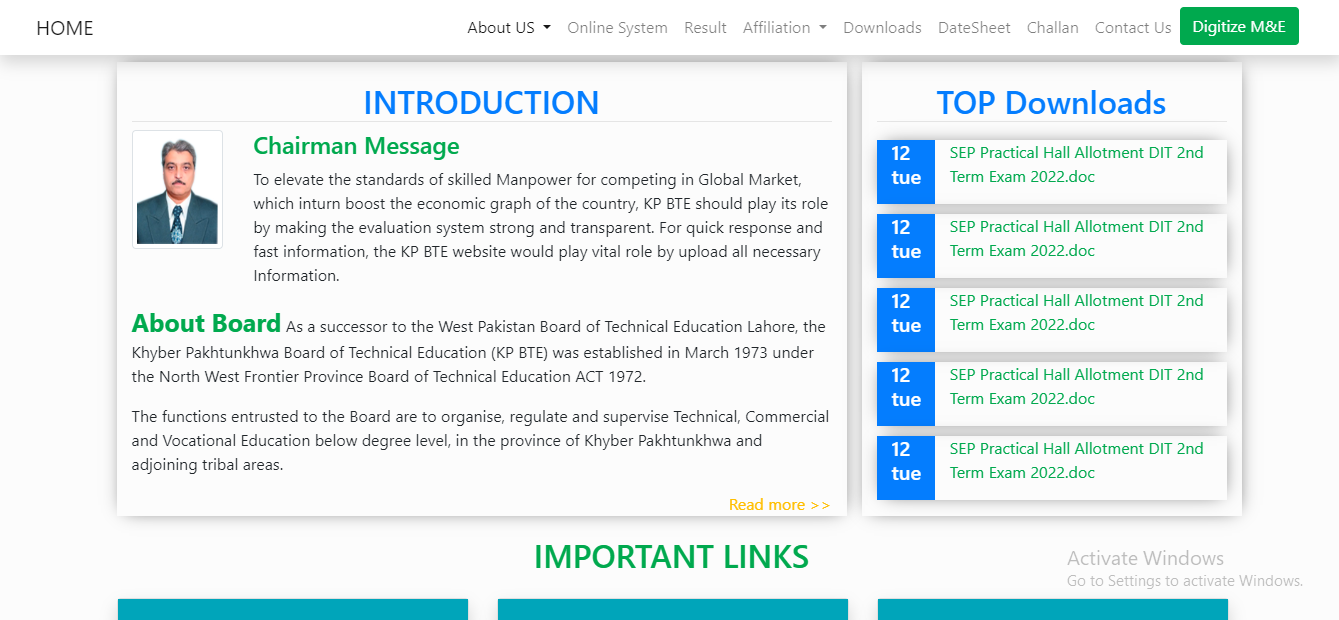 HOME
About US
Online System
Result
Affiliation
Downloads
DateSheet
Challan
Contact Us
Digitize M&E
INTRODUCTION
Chairman Message
To elevate the standards of skilled Manpower for competing in Global Market,
which inturn boost the economic graph of the country, KP BTE should play its role
by making the evaluation system strong and transparent. For quick response and
fast information, the KP BTE website would play vital role by upload all necessary
Information.
About Board As a successor to the West Pakistan Board of Technical Education Lahore, the
Khyber Pakhtunkhwa Board of Technical Education (KP BTE) was established in March 1973 under
the North West Frontier Province Board of Technical Education ACT 1972.
The functions entrusted to the Board are to organise, regulate and supervise Technical, Commercial
and Vocational Education below degree level, in the province of Khyber Pakhtunkhwa and
adjoining tribal areas.
Read more >>
TOP Downloads
12
tue
SEP Practical Hall Allotment DIT 2nd
Term Exam 2022.doc
12
tue
SEP Practical Hall Allotment DIT 2nd
Term Exam 2022.doc
12
tue
SEP Practical Hall Allotment DIT 2nd
Term Exam 2022.doc
12
tue
SEP Practical Hall Allotment DIT 2nd
Term Exam 2022.doc
12
tue
SEP Practical Hall Allotment DIT 2nd
Term Exam 2022.doc
IMPORTANT LINKS
Activate Windows
Go to Settings to activate Windows.